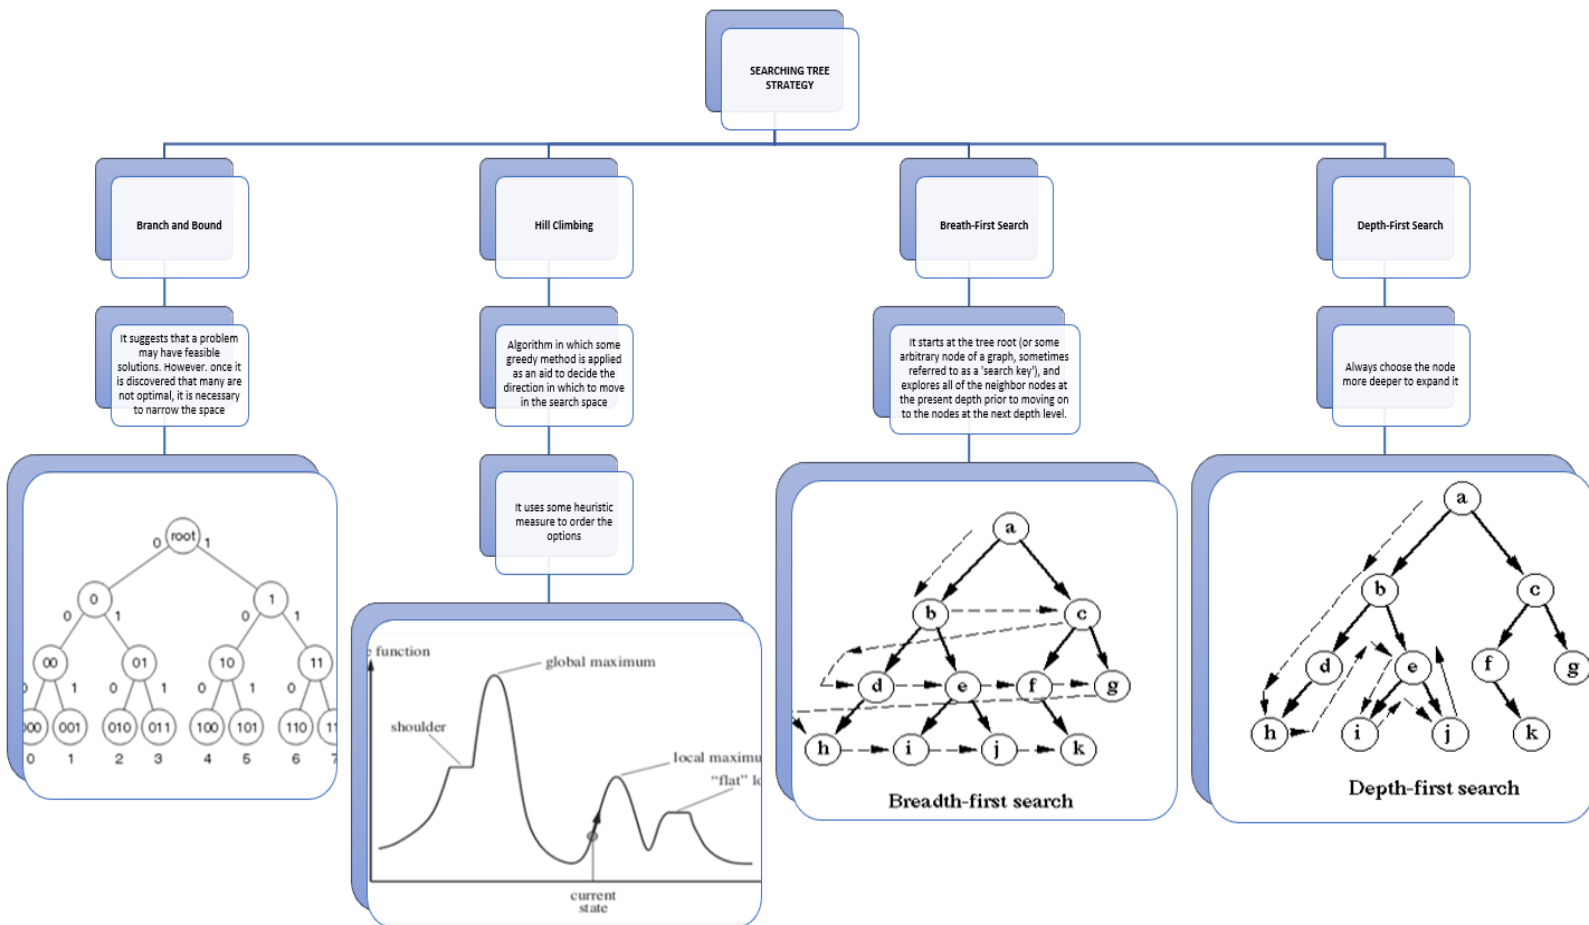 SEARCHING TREE
STRATEGY
Branch and Bound
Hill Climbing
Breath-First Search
Depth-First Search
It suggests that a problem
may have feasible
solutions. However. once it
is discovered that many are
not optimal, it is necessary
to narrow the space
Algorithm in which some
greedy method is applied
as an aid to decide the
direction in which to move
in the search space
It starts at the tree root (or some
arbitrary node of a graph, sometimes
referred to as a 'search key'), and
explores all of the neighbor nodes at
the present depth prior to moving on
to the nodes at the next depth level.
Always choose the node
more deeper to expand it
It uses some heuristic
measure to order the
options
0 root 1
0 1
0 1 0 1
00 01 10 11
1 0 1 0 1 0
001 010 011 100 101 110
0 1 2 3 4 5 6 7
function
global maximum
shoulder
local maximu
"flat"
current
state
a
b c
d e f g
h i j k
Breadth-first search
a
b c
d e f g
h i j k
Depth-first search